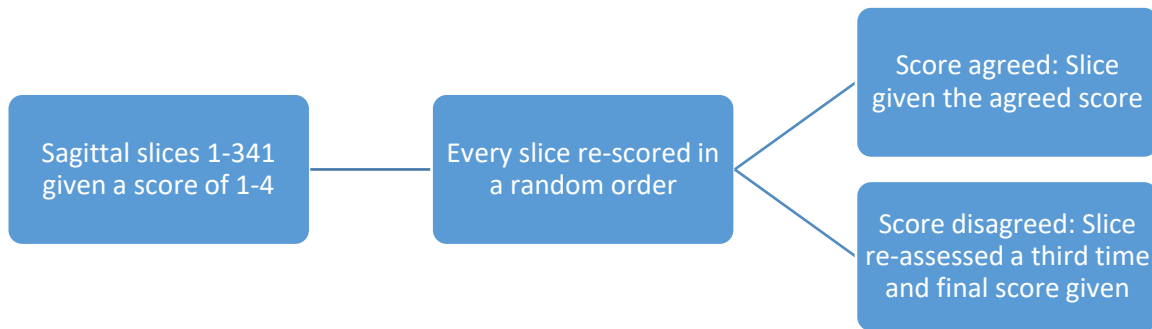 Sagittal slices 1-341
given a score of 1-4
Every slice re-scored in
a random order
Score agreed: Slice
given the agreed score
Score disagreed: Slice
re-assessed a third time
and final score given